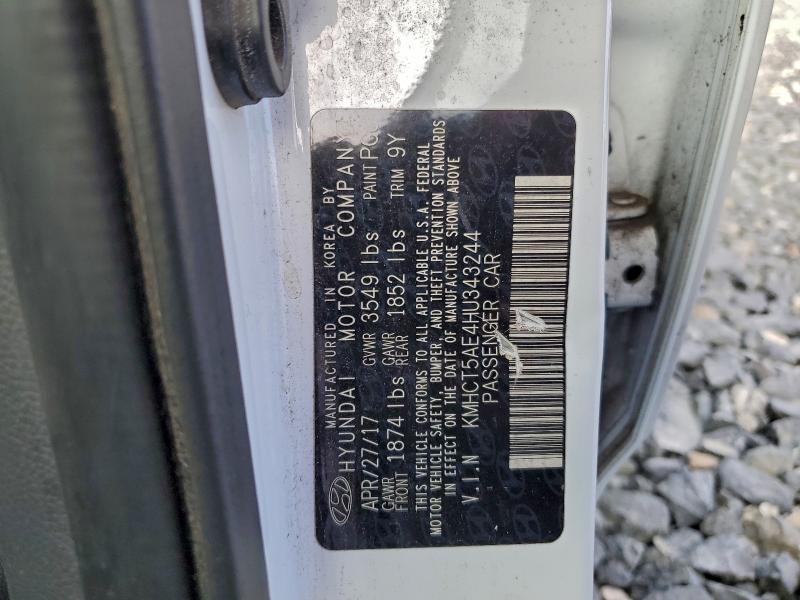 MANUFACTURED IN KOREA BY
HYUNDAI MOTOR COMPANY
APR/27/17 GVWR 3549 lbs PAINT PG
GAWR FRONT 1874 lbs GAWR REAR 1852 lbs TRIM 9Y
THIS VEHICLE CONFORMS TO ALL APPLICABLE U.S.A. FEDERAL
MOTOR VEHICLE SAFETY, BUMPER, AND THEFT PREVENTION STANDARDS
IN EFFECT ON THE DATE OF MANUFACTURE SHOWN ABOVE
V.I.N KMHCT5AE4HU343244
PASSENGER CAR